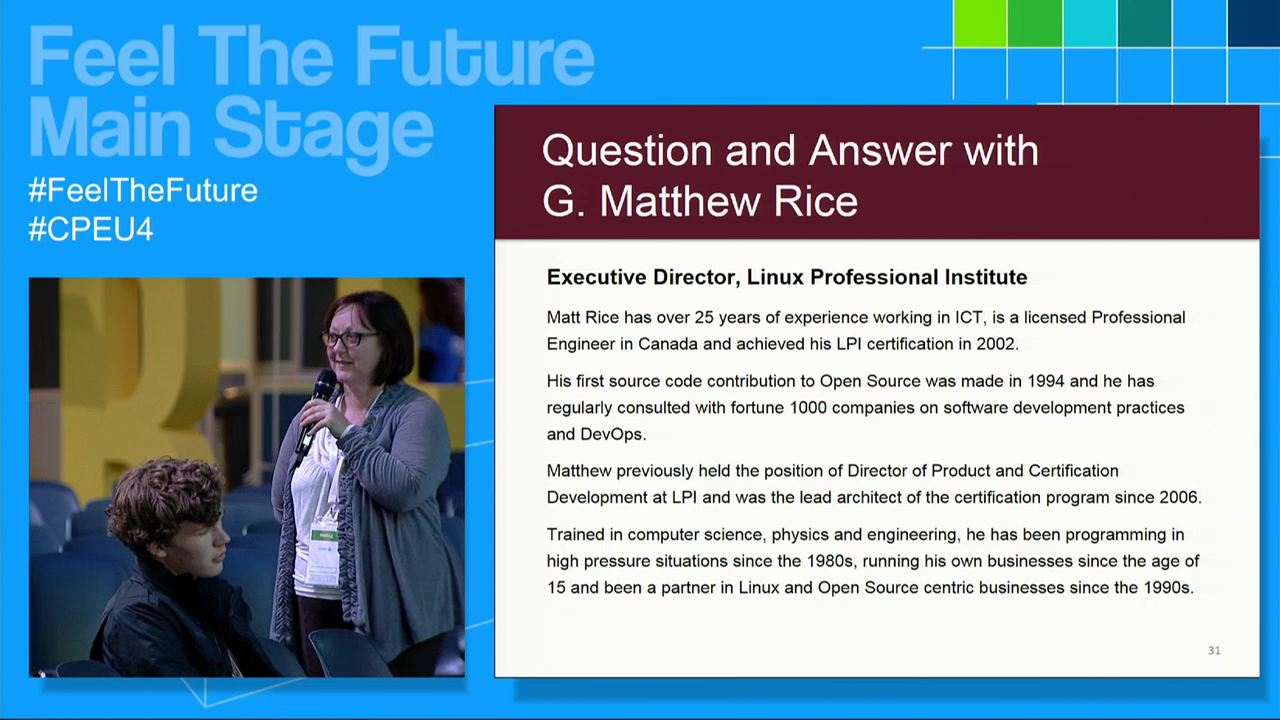 Feel The Future
Main Stage
#FeelTheFuture
#CPEU4
Question and Answer with
G. Matthew Rice
Executive Director, Linux Professional Institute
Matt Rice has over 25 years of experience working in ICT, is a licensed Professional
Engineer in Canada and achieved his LPI certification in 2002.
His first source code contribution to Open Source was made in 1994 and he has
regularly consulted with fortune 1000 companies on software development practices
and DevOps.
Matthew previously held the position of Director of Product and Certification
Development at LPI and was the lead architect of the certification program since 2006.
Trained in computer science, physics and engineering, he has been programming in
high pressure situations since the 1980s, running his own businesses since the age of
15 and been a partner in Linux and Open Source centric businesses since the 1990s.
31